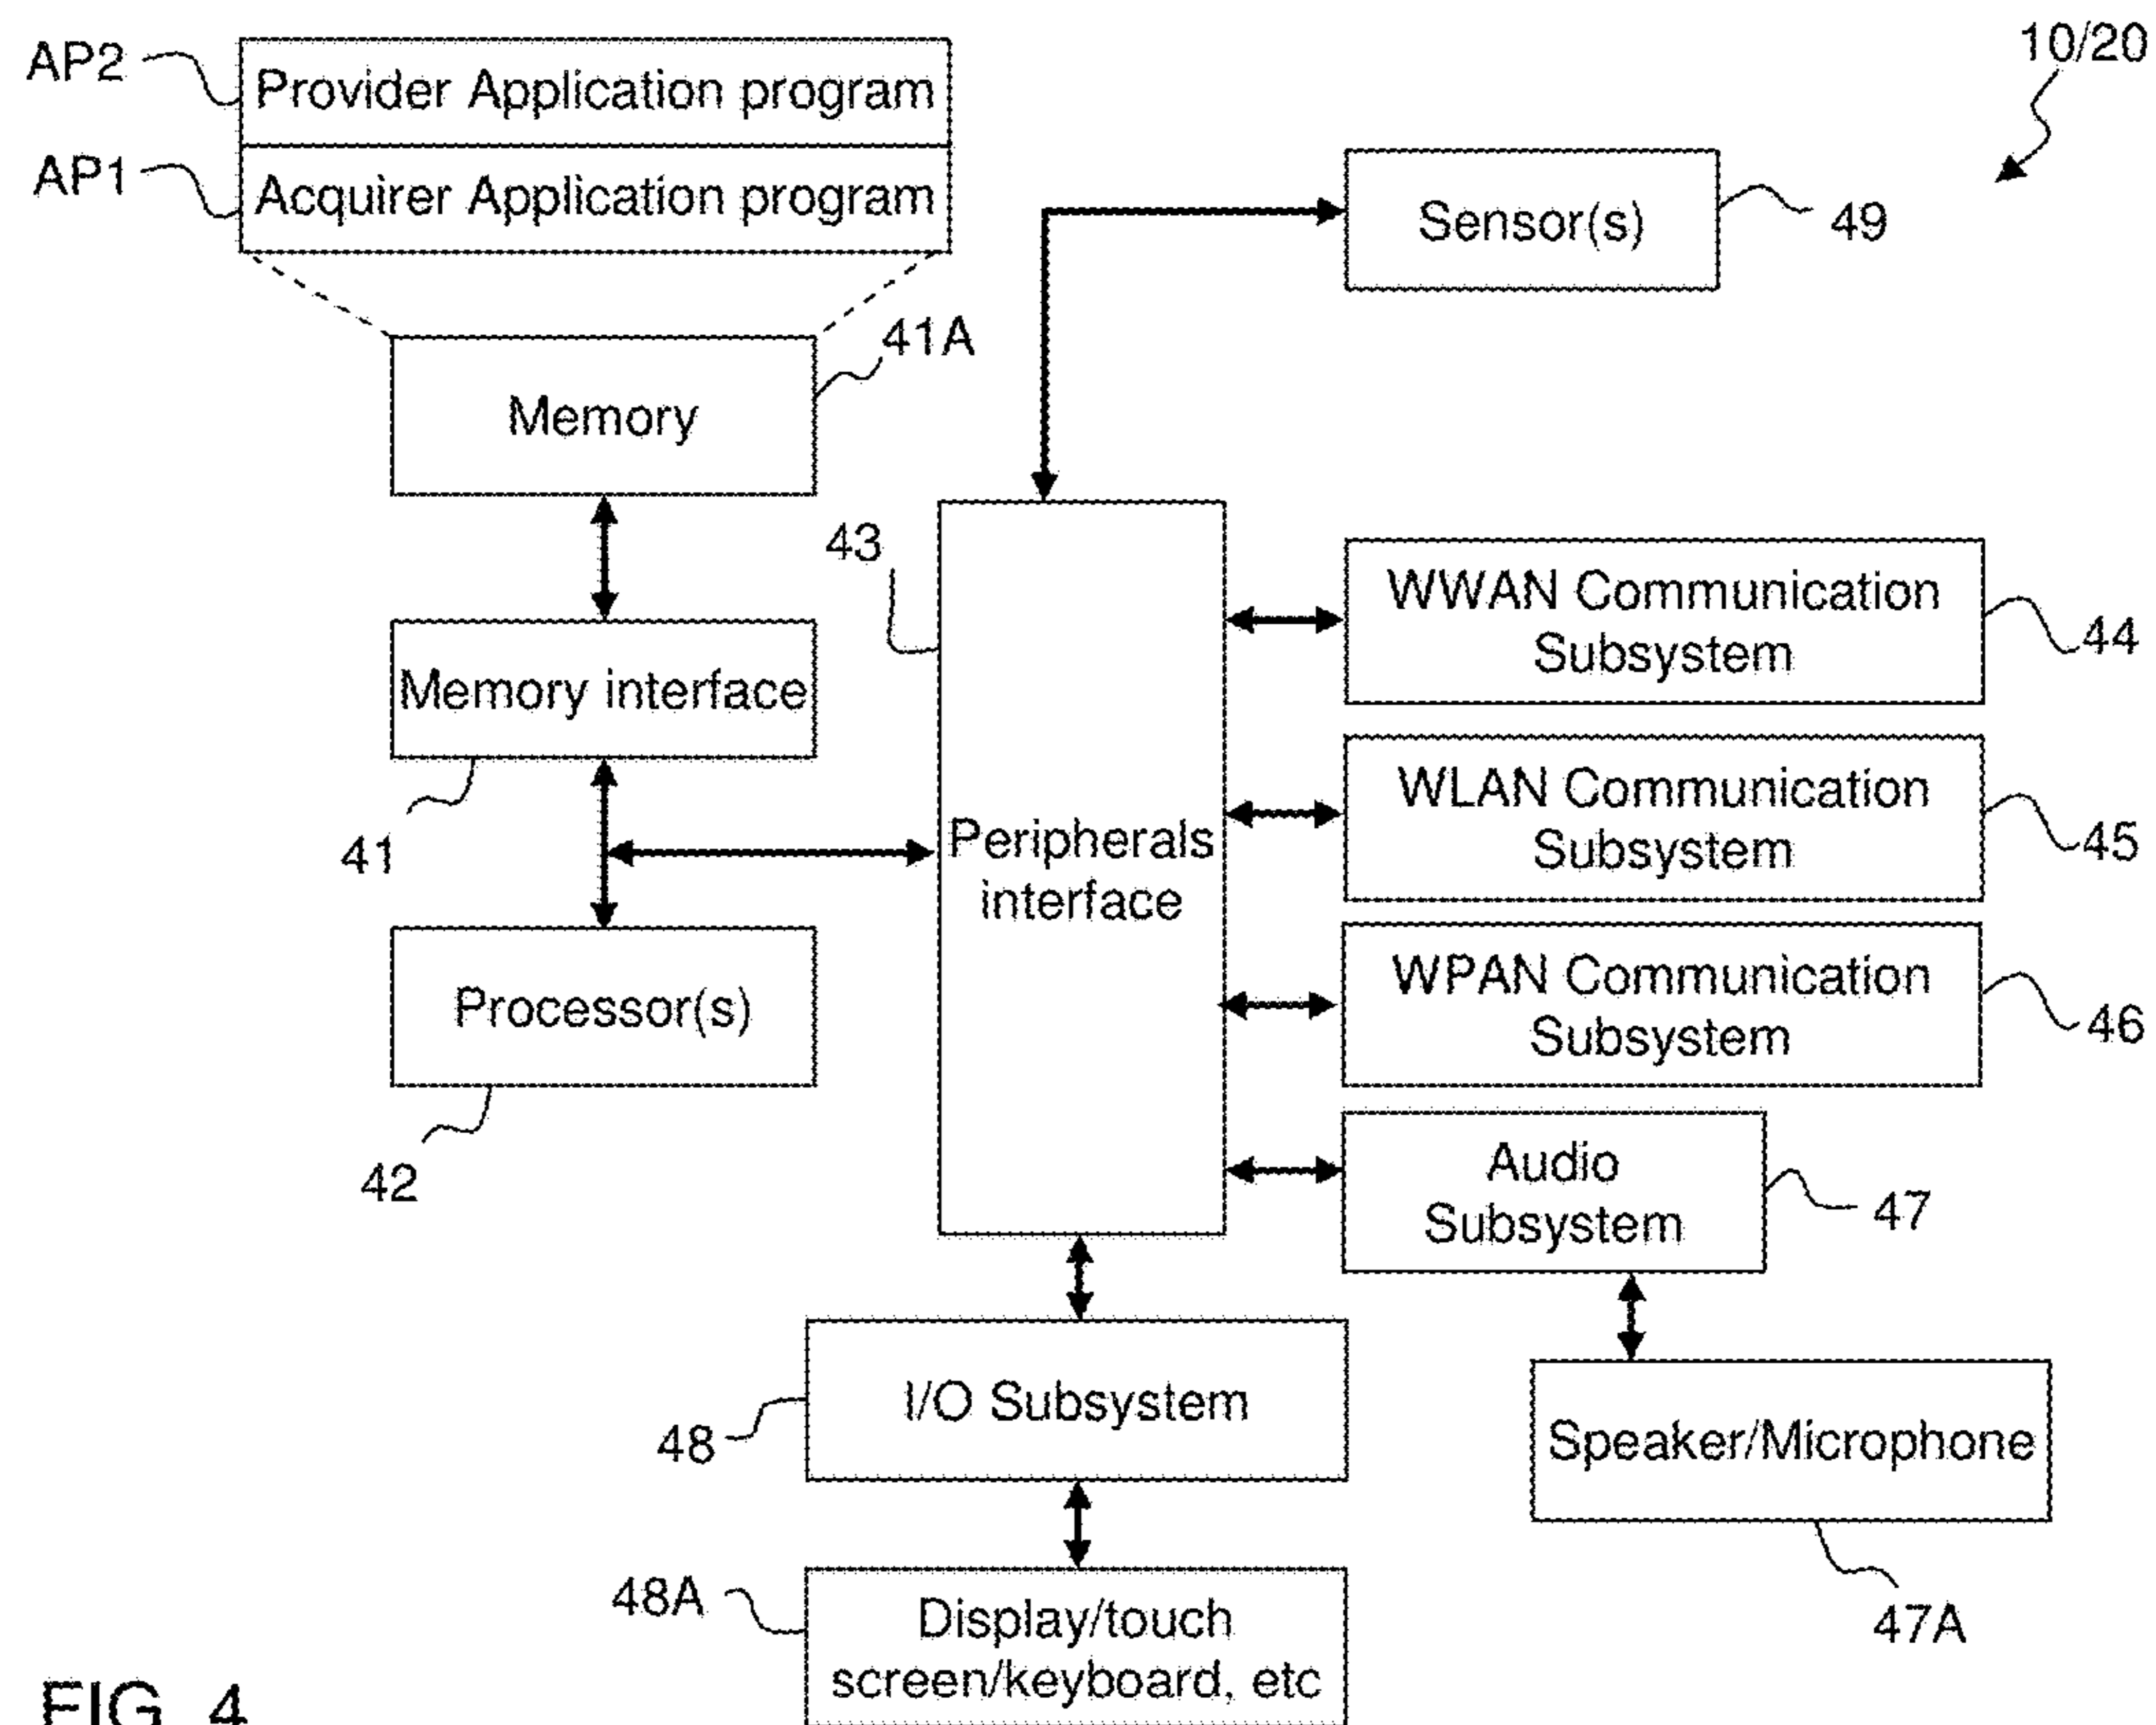 10/20
AP2
Provider Application program
AP1
Acquirer Application program
Sensor(s)
49
41A
Memory
43
WWAN Communication
Subsystem
44
Memory interface
41
WLAN Communication
Subsystem
45
Peripherals
interface
WPAN Communication
Subsystem
46
Processor(s)
42
Audio
Subsystem
47
I/O Subsystem
48
Speaker/Microphone
47A
48A
Display/touch
screen/keyboard, etc
FIG. 4